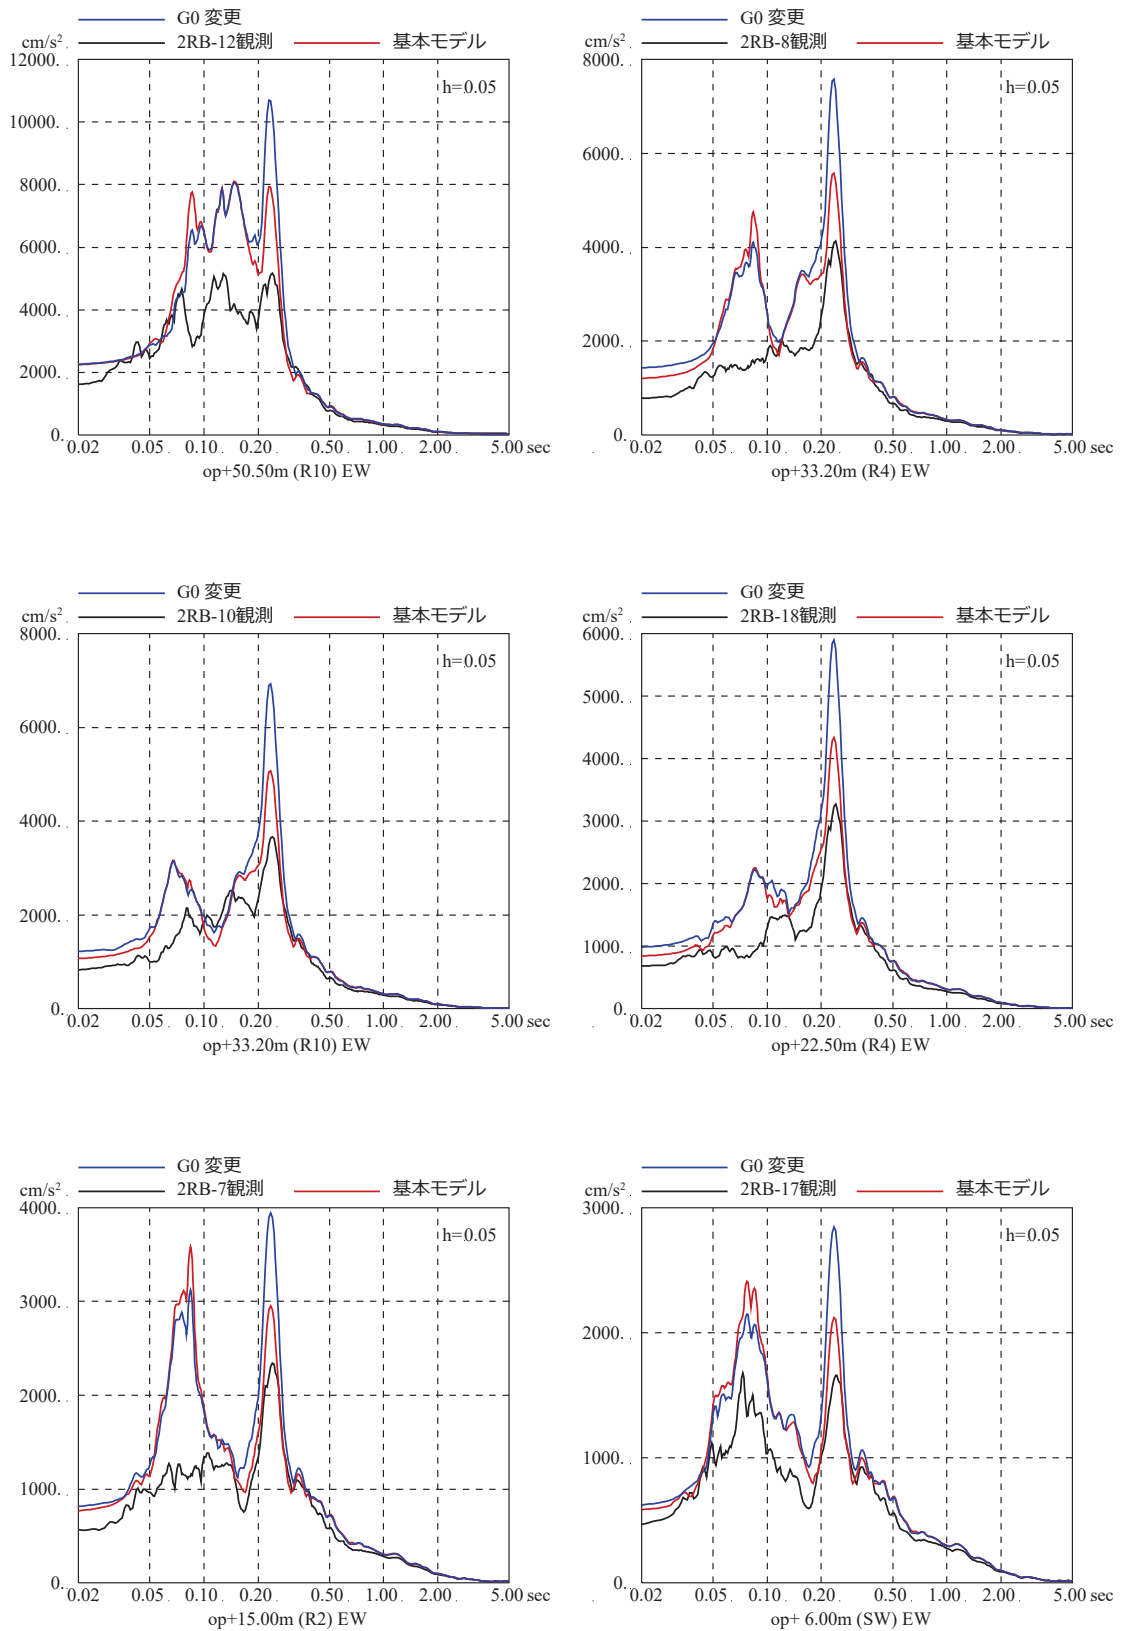 G0 変更
cm/s² 2RB-12観測 基本モデル
12000.
h=0.05
10000.
8000.
6000.
4000.
2000.
0.
0.02 0.05 0.10 0.20 0.50 1.00 2.00 5.00 sec
op+50.50m (R10) EW
G0 変更
cm/s² 2RB-8観測 基本モデル
8000.
h=0.05
6000.
4000.
2000.
0.
0.02 0.05 0.10 0.20 0.50 1.00 2.00 5.00 sec
op+33.20m (R4) EW
G0 変更
cm/s² 2RB-10観測 基本モデル
8000.
h=0.05
6000.
4000.
2000.
0.
0.02 0.05 0.10 0.20 0.50 1.00 2.00 5.00 sec
op+33.20m (R10) EW
G0 変更
cm/s² 2RB-18観測 基本モデル
6000.
h=0.05
5000.
4000.
3000.
2000.
1000.
0.
0.02 0.05 0.10 0.20 0.50 1.00 2.00 5.00 sec
op+22.50m (R4) EW
G0 変更
cm/s² 2RB-7観測 基本モデル
4000.
h=0.05
3000.
2000.
1000.
0.
0.02 0.05 0.10 0.20 0.50 1.00 2.00 5.00 sec
op+15.00m (R2) EW
G0 変更
cm/s² 2RB-17観測 基本モデル
3000.
h=0.05
2000.
1000.
0.
0.02 0.05 0.10 0.20 0.50 1.00 2.00 5.00 sec
op+ 6.00m (SW) EW